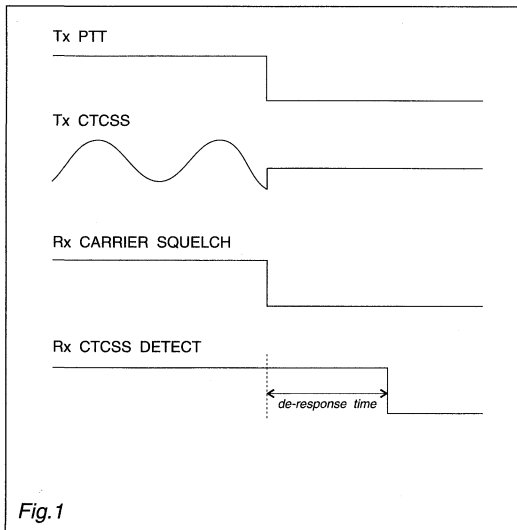 Tx PTT
Tx CTCSS
Rx CARRIER SQUELCH
Rx CTCSS DETECT
de-response time
Fig.1